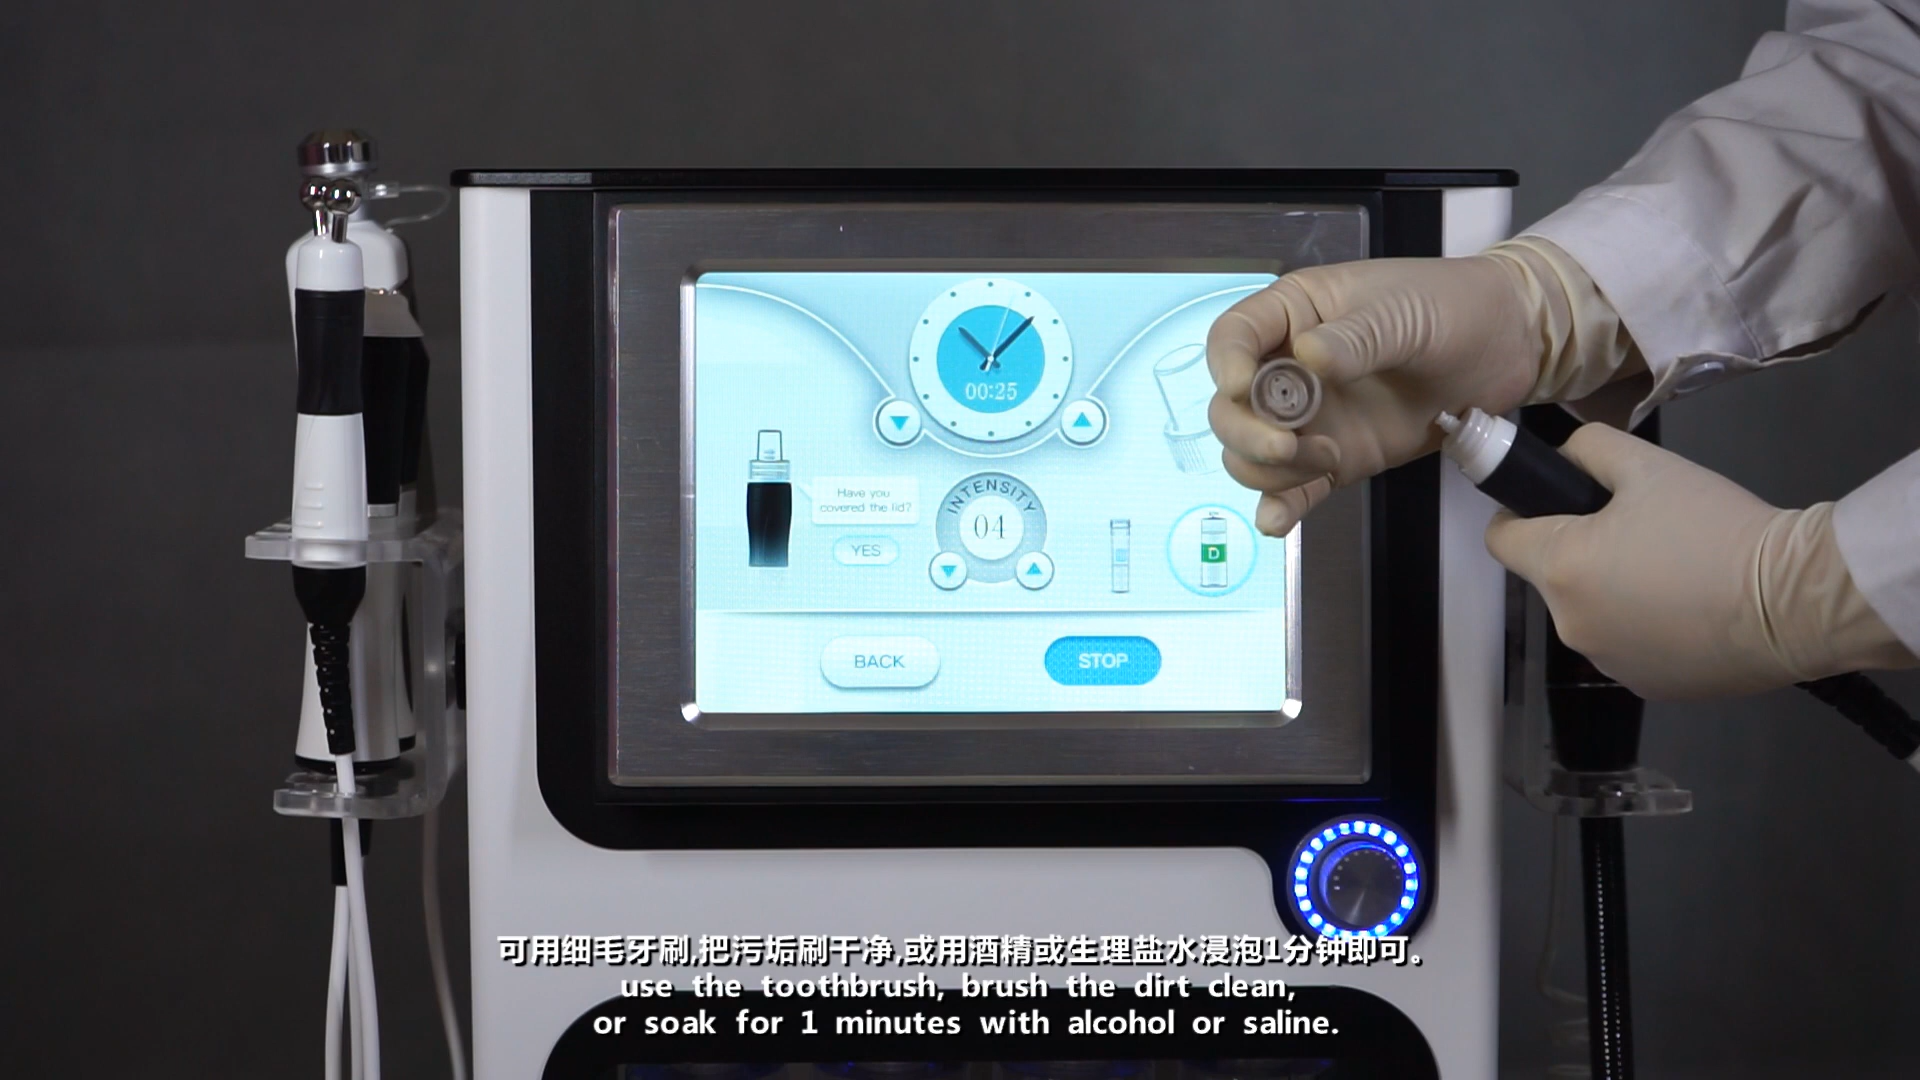 00:25
Have you
covered the lid?
YES
INTENSITY
04
D
BACK
STOP
可用细毛牙刷,把污垢刷干净,或用酒精或生理盐水浸泡1分钟即可。
use the toothbrush, brush the dirt clean,
or soak for 1 minutes with alcohol or saline.